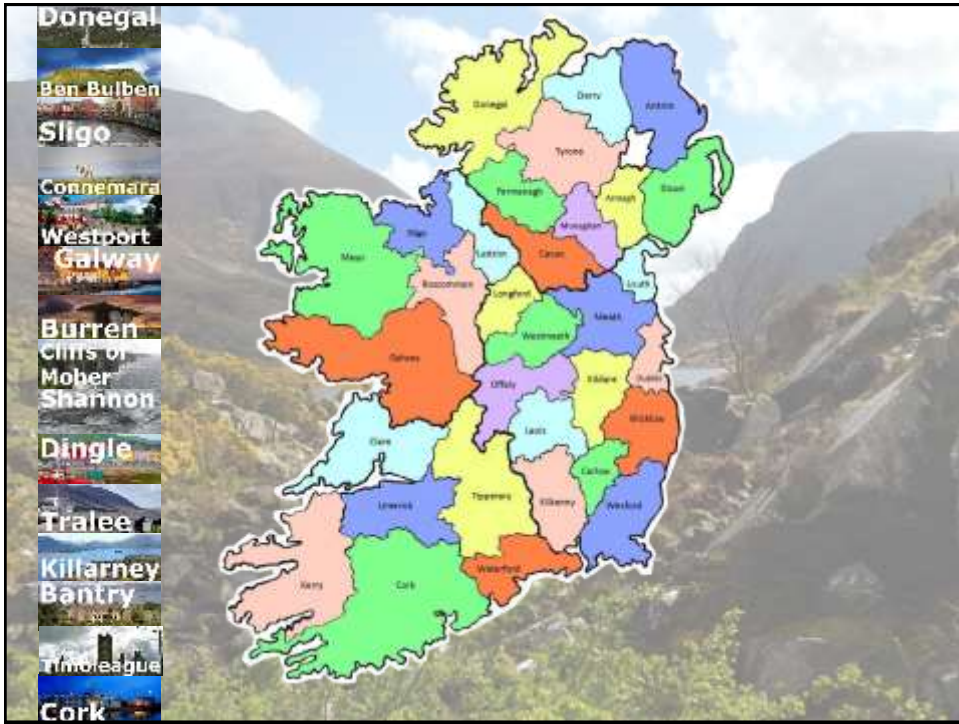 Donegal
Ben Bulben
Sligo
Connemara
Westport
Galway
Burren
Cliffs of
Moher
Shannon
Dingle
Tralee
Killarney
Bantry
Timoleague
Cork
Donegal
Derry
Antrim
Tyrone
Fermanagh
Armagh
Down
Monaghan
Sligo
Leitrim
Cavan
Mayo
Roscommon
Longford
Louth
Meath
Westmeath
Galway
Offaly
Kildare
Dublin
Wicklow
Laois
Clare
Carlow
Tipperary
Kilkenny
Wexford
Limerick
Waterford
Kerry
Cork